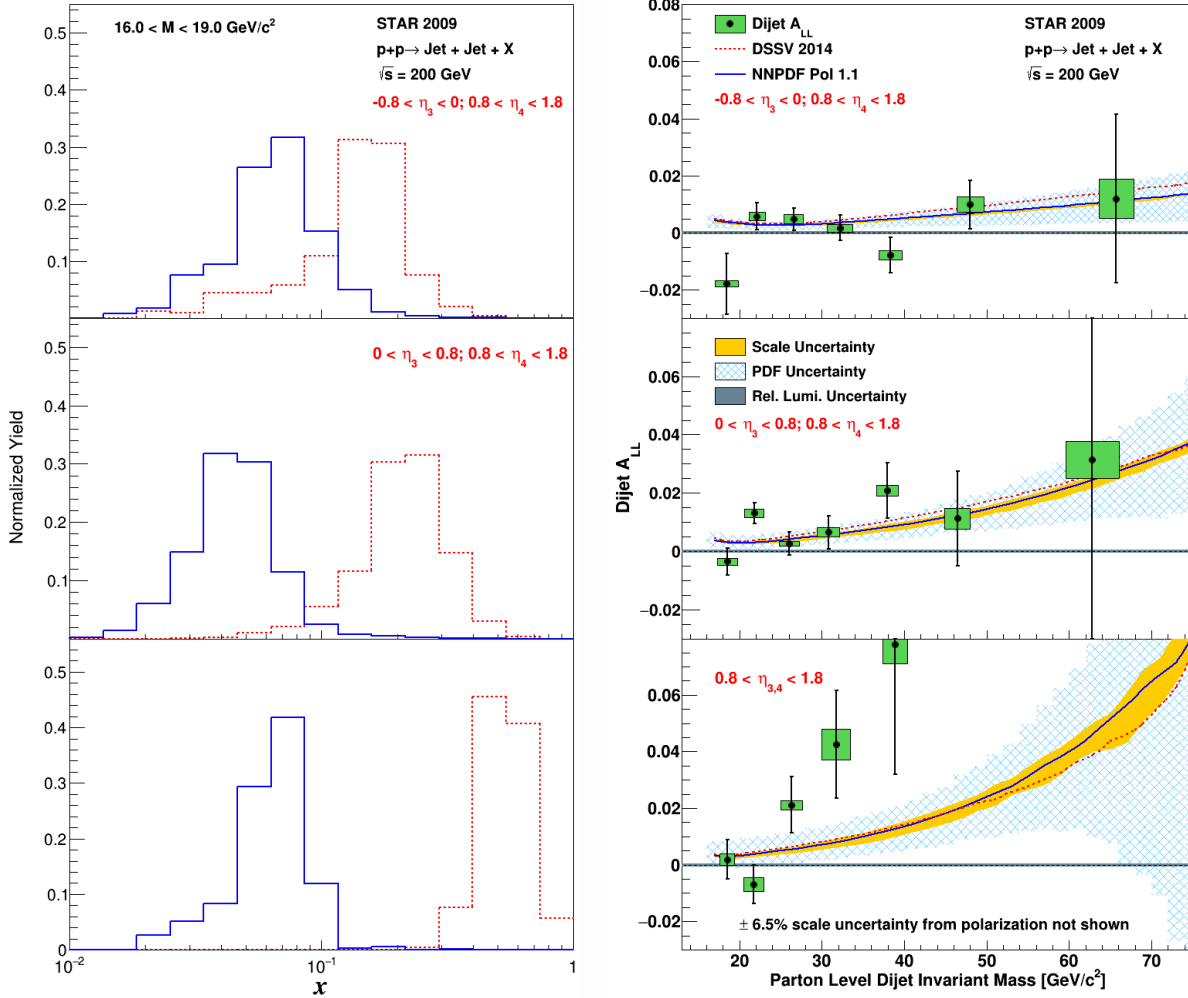 16.0 < M < 19.0 GeV/c²
STAR 2009
p+p→ Jet + Jet + X
√s = 200 GeV
-0.8 < η₃ < 0; 0.8 < η₄ < 1.8
0.5
0.4
0.3
0.2
0.1
0 < η₃ < 0.8; 0.8 < η₄ < 1.8
0.5
0.4
0.3
0.2
0.1
Normalized Yield
0.5
0.4
0.3
0.2
0.1
0
10⁻²
10⁻¹
1
x
0.08
0.06
0.04
0.02
0
−0.02
Dijet A_LL
DSSV 2014
NNPDF Pol 1.1
-0.8 < η₃ < 0; 0.8 < η₄ < 1.8
STAR 2009
p+p→ Jet + Jet + X
√s = 200 GeV
0.06
0.04
0.02
0
−0.02
Scale Uncertainty
PDF Uncertainty
Rel. Lumi. Uncertainty
0 < η₃ < 0.8; 0.8 < η₄ < 1.8
Dijet A_LL
0.06
0.04
0.02
0
−0.02
0.8 < η₃,₄ < 1.8
± 6.5% scale uncertainty from polarization not shown
20 30 40 50 60 70
Parton Level Dijet Invariant Mass [GeV/c²]